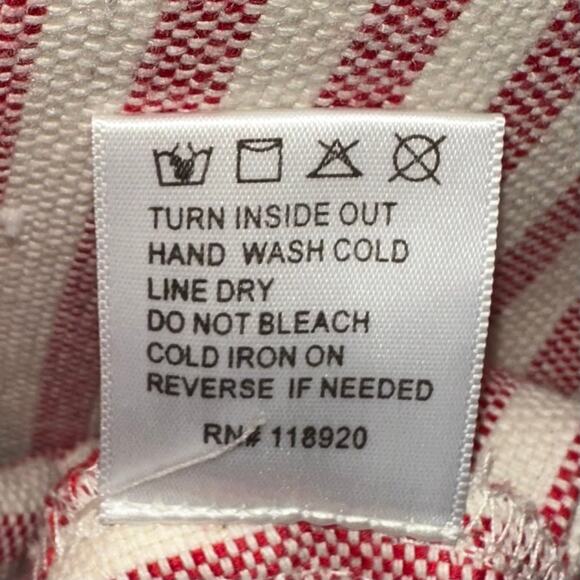 TURN INSIDE OUT
HAND WASH COLD
LINE DRY
DO NOT BLEACH
COLD IRON ON
REVERSE IF NEEDED
RN# 118920